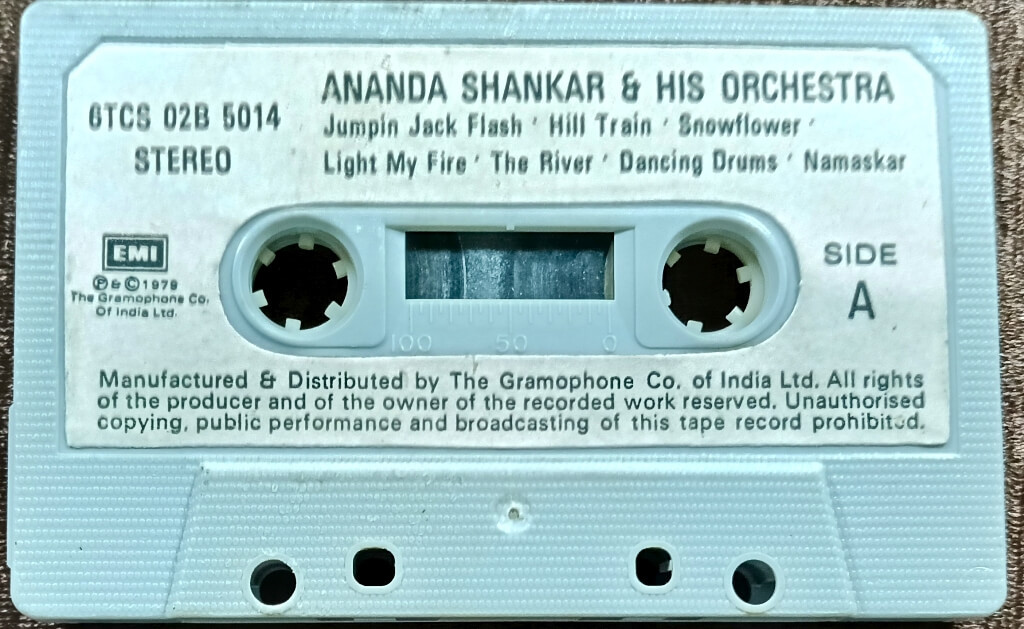 ANANDA SHANKAR & HIS ORCHESTRA
6TCS 02B 5014
STEREO
Jumpin Jack Flash ' Hill Train ' Snowflower '
Light My Fire ' The River ' Dancing Drums ' Namaskar
EMI
℗ & © 1979
The Gramophone Co.
Of India Ltd.
SIDE
A
100 50 0
Manufactured & Distributed by The Gramophone Co. of India Ltd. All rights
of the producer and of the owner of the recorded work reserved. Unauthorised
copying, public performance and broadcasting of this tape record prohibited.